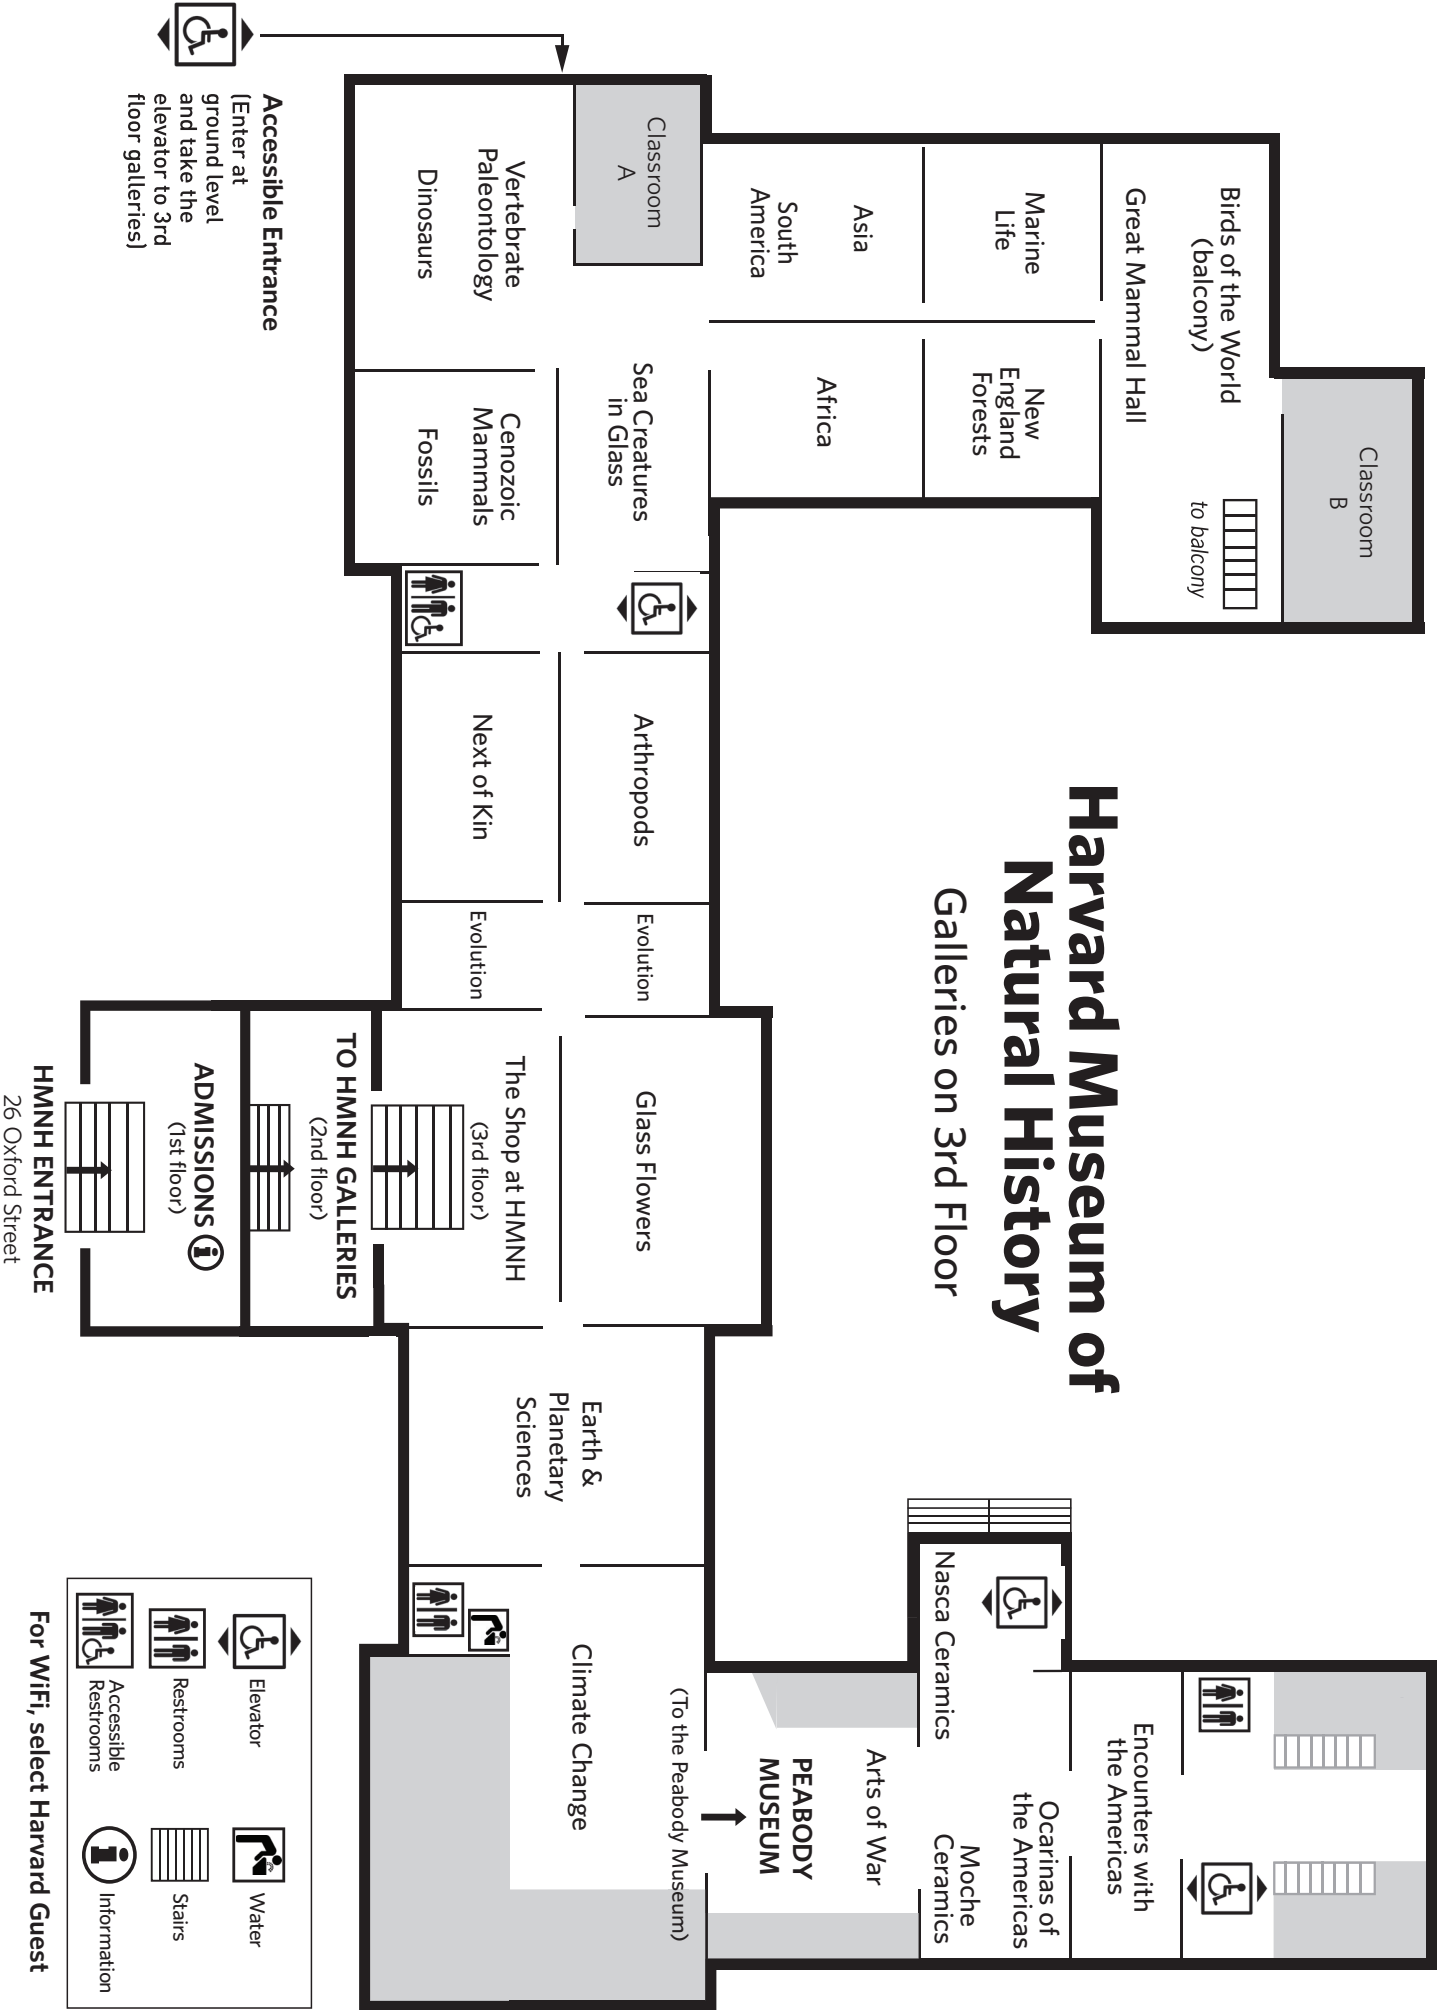 Harvard Museum of
Natural History
Galleries on 3rd Floor
Classroom
B
Birds of the World
(balcony)
to balcony
Great Mammal Hall
Marine
Life
New
England
Forests
Asia
South
America
Africa
Classroom
A
Sea Creatures
in Glass
Vertebrate
Paleontology
Dinosaurs
Cenozoic
Mammals
Fossils
Arthropods
Next of Kin
Evolution
Evolution
Glass Flowers
The Shop at HMNH
(3rd floor)
TO HMNH GALLERIES
(2nd floor)
ADMISSIONS
(1st floor)
HMNH ENTRANCE
26 Oxford Street
Earth &
Planetary
Sciences
Climate Change
(To the Peabody Museum)
PEABODY
MUSEUM
Arts of War
Nasca Ceramics
Moche
Ceramics
Ocarinas of
the Americas
Encounters with
the Americas
Accessible Entrance
(Enter at
ground level
and take the
elevator to 3rd
floor galleries)
Elevator
Water
Restrooms
Stairs
Accessible
Restrooms
Information
For WiFi, select Harvard Guest